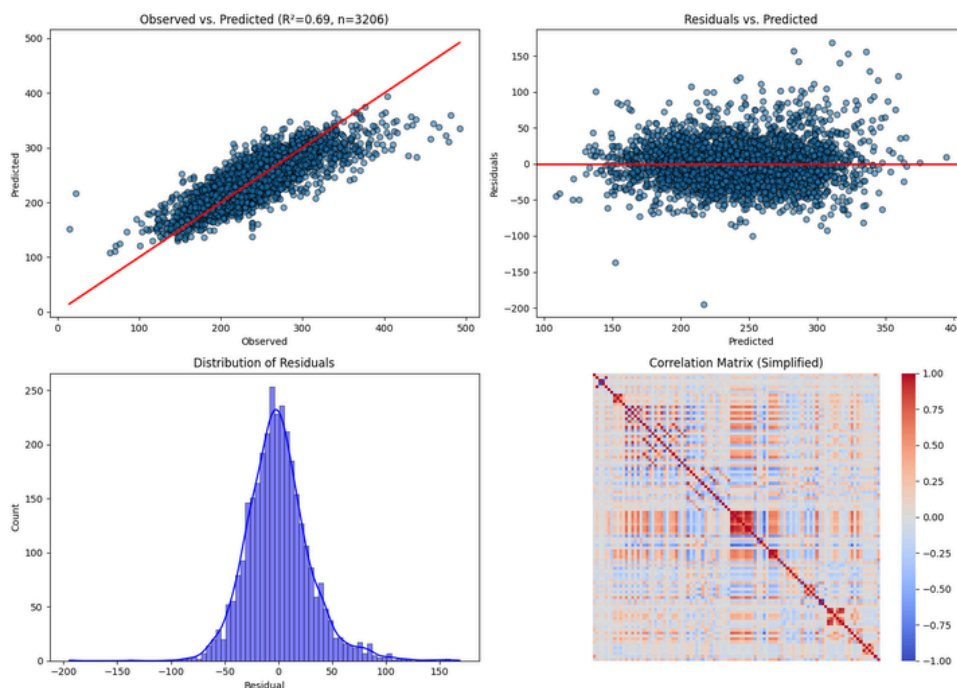 Observed vs. Predicted (R²=0.69, n=3206)
500
400
300
200
100
0
Predicted
0 100 200 300 400 500
Observed
Residuals vs. Predicted
150
100
50
0
−50
−100
−150
−200
Residuals
100 150 200 250 300 350 400
Predicted
Distribution of Residuals
250
200
150
100
50
0
Count
−200 −150 −100 −50 0 50 100 150
Residual
Correlation Matrix (Simplified)
1.00
0.75
0.50
0.25
0.00
−0.25
−0.50
−0.75
−1.00